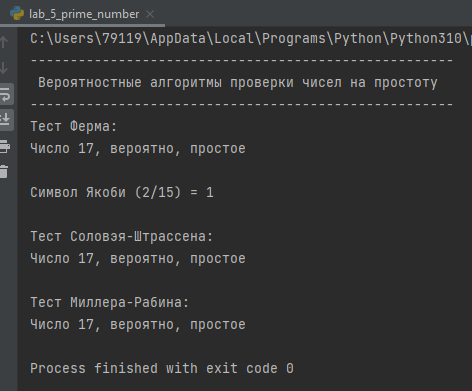 lab_5_prime_number
C:\Users\79119\AppData\Local\Programs\Python\Python310\
-----------------------------------------------------
Вероятностные алгоритмы проверки чисел на простоту
-----------------------------------------------------
Тест Ферма:
Число 17, вероятно, простое
Символ Якоби (2/15) = 1
Тест Соловэя-Штрассена:
Число 17, вероятно, простое
Тест Миллера-Рабина:
Число 17, вероятно, простое
Process finished with exit code 0